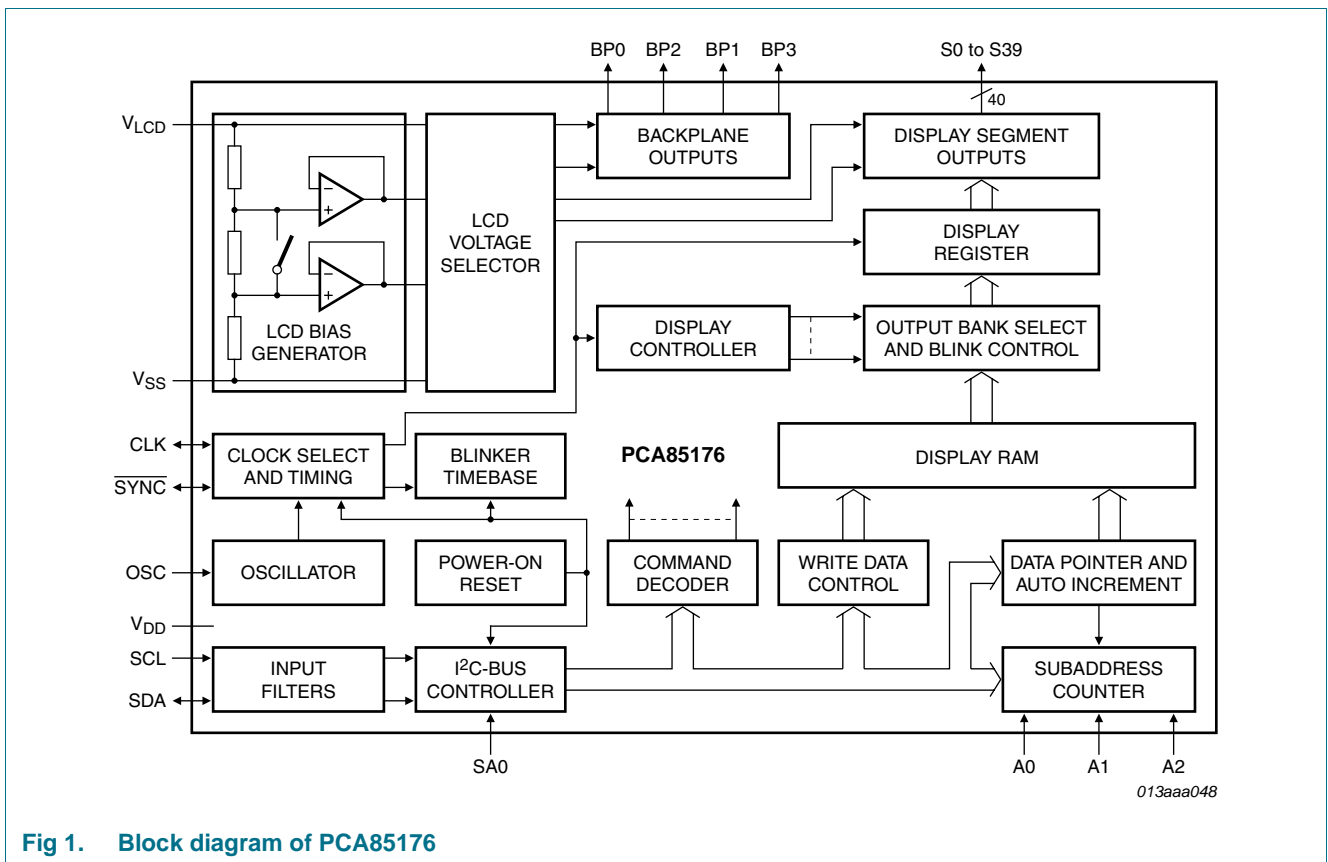 BP0 BP2 BP1 BP3 S0 to S39
40
VLCD
BACKPLANE
OUTPUTS
DISPLAY SEGMENT
OUTPUTS
−
+
LCD
VOLTAGE
SELECTOR
DISPLAY
REGISTER
−
+
LCD BIAS
GENERATOR
DISPLAY
CONTROLLER
OUTPUT BANK SELECT
AND BLINK CONTROL
VSS
CLK
SYNC
CLOCK SELECT
AND TIMING
BLINKER
TIMEBASE
PCA85176
DISPLAY RAM
OSC
OSCILLATOR
POWER-ON
RESET
COMMAND
DECODER
WRITE DATA
CONTROL
DATA POINTER AND
AUTO INCREMENT
VDD
SCL
SDA
INPUT
FILTERS
I2C-BUS
CONTROLLER
SUBADDRESS
COUNTER
SA0 A0 A1 A2
013aaa048
Fig 1. Block diagram of PCA85176